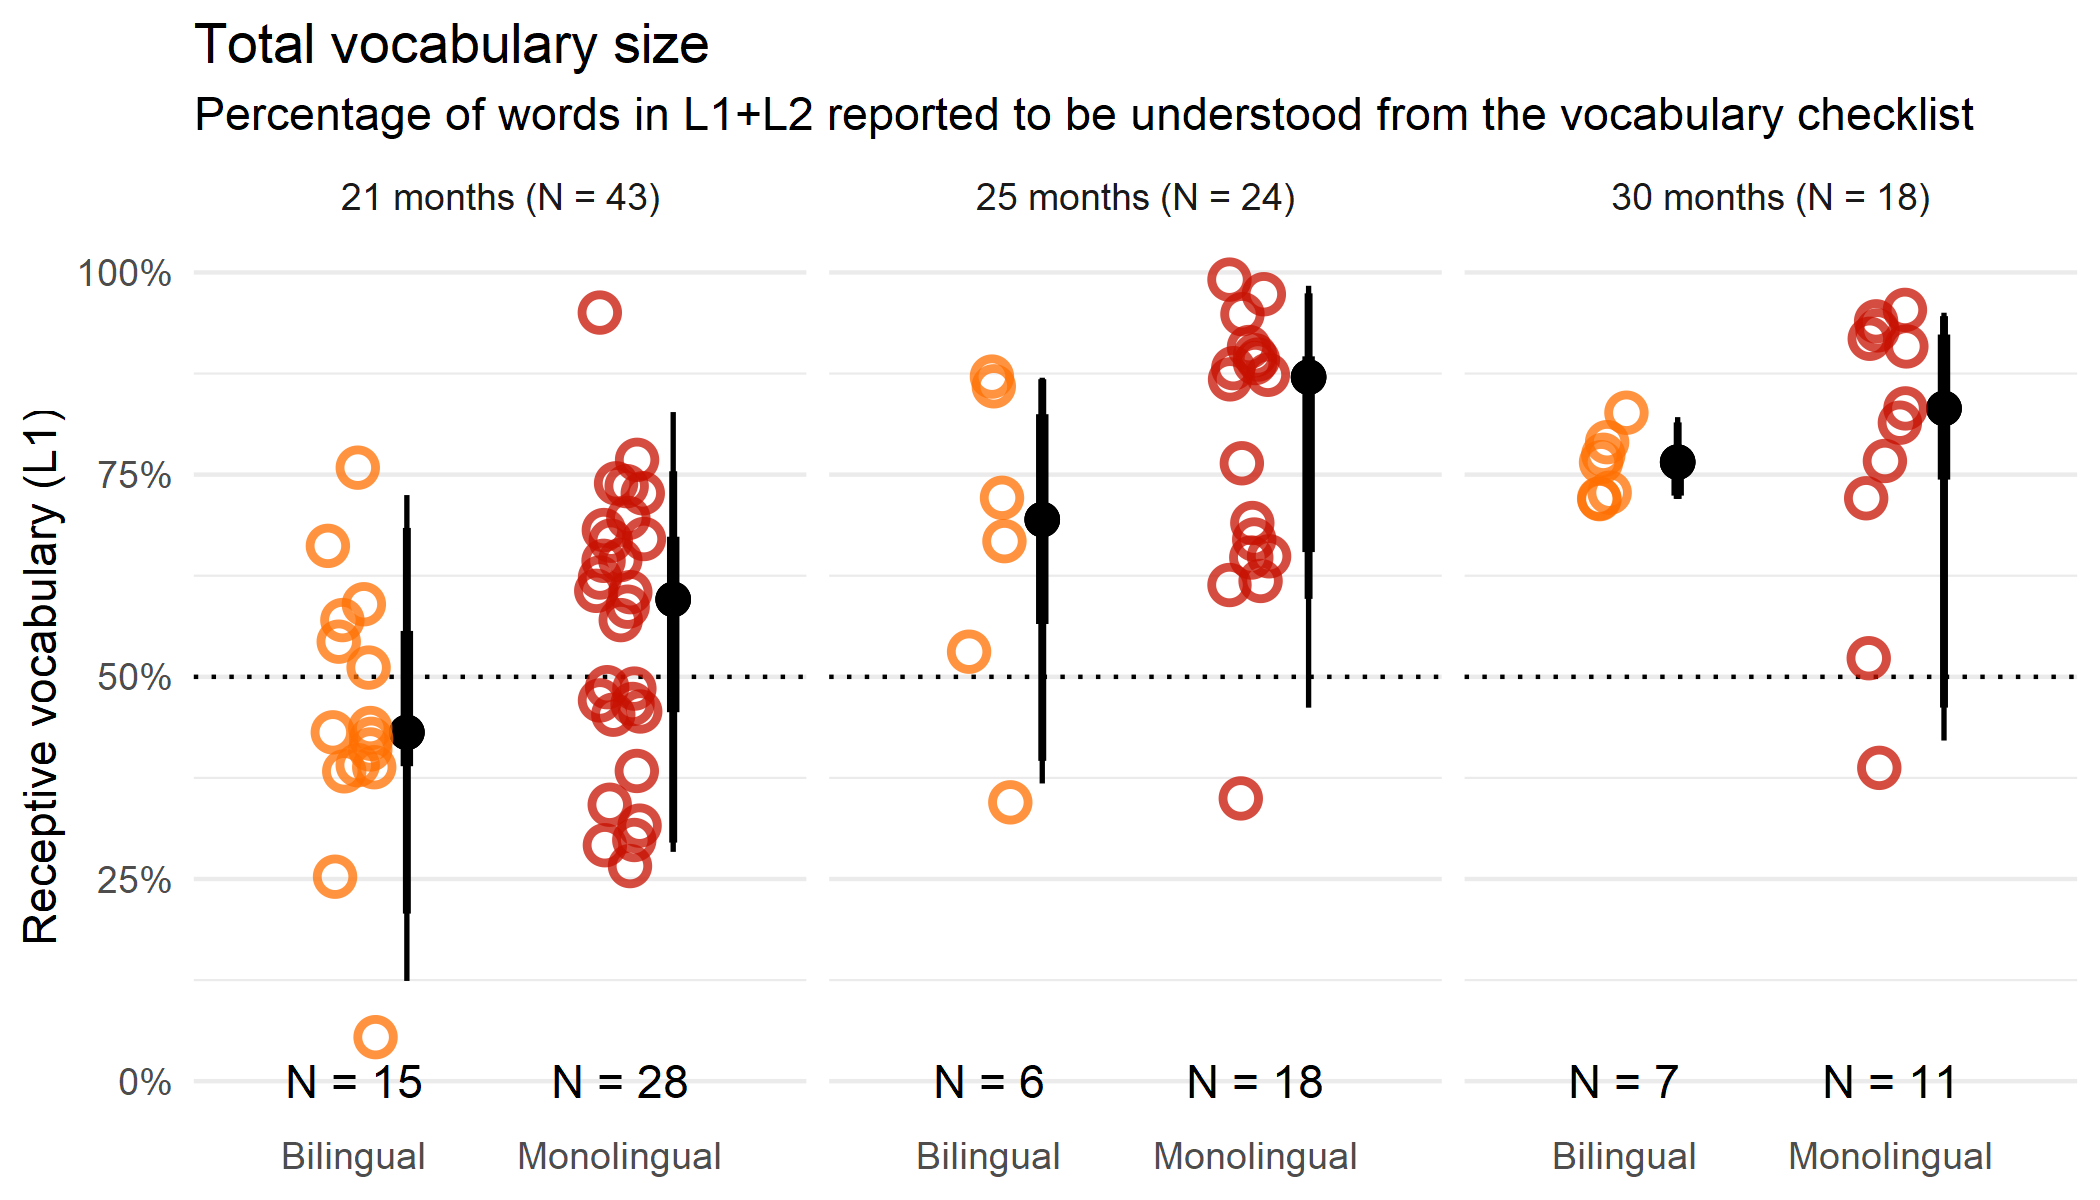 Total vocabulary size
Percentage of words in L1+L2 reported to be understood from the vocabulary checklist
21 months (N = 43)
25 months (N = 24)
30 months (N = 18)
Receptive vocabulary (L1)
100%
75%
50%
25%
0%
N = 15
N = 28
N = 6
N = 18
N = 7
N = 11
Bilingual
Monolingual
Bilingual
Monolingual
Bilingual
Monolingual